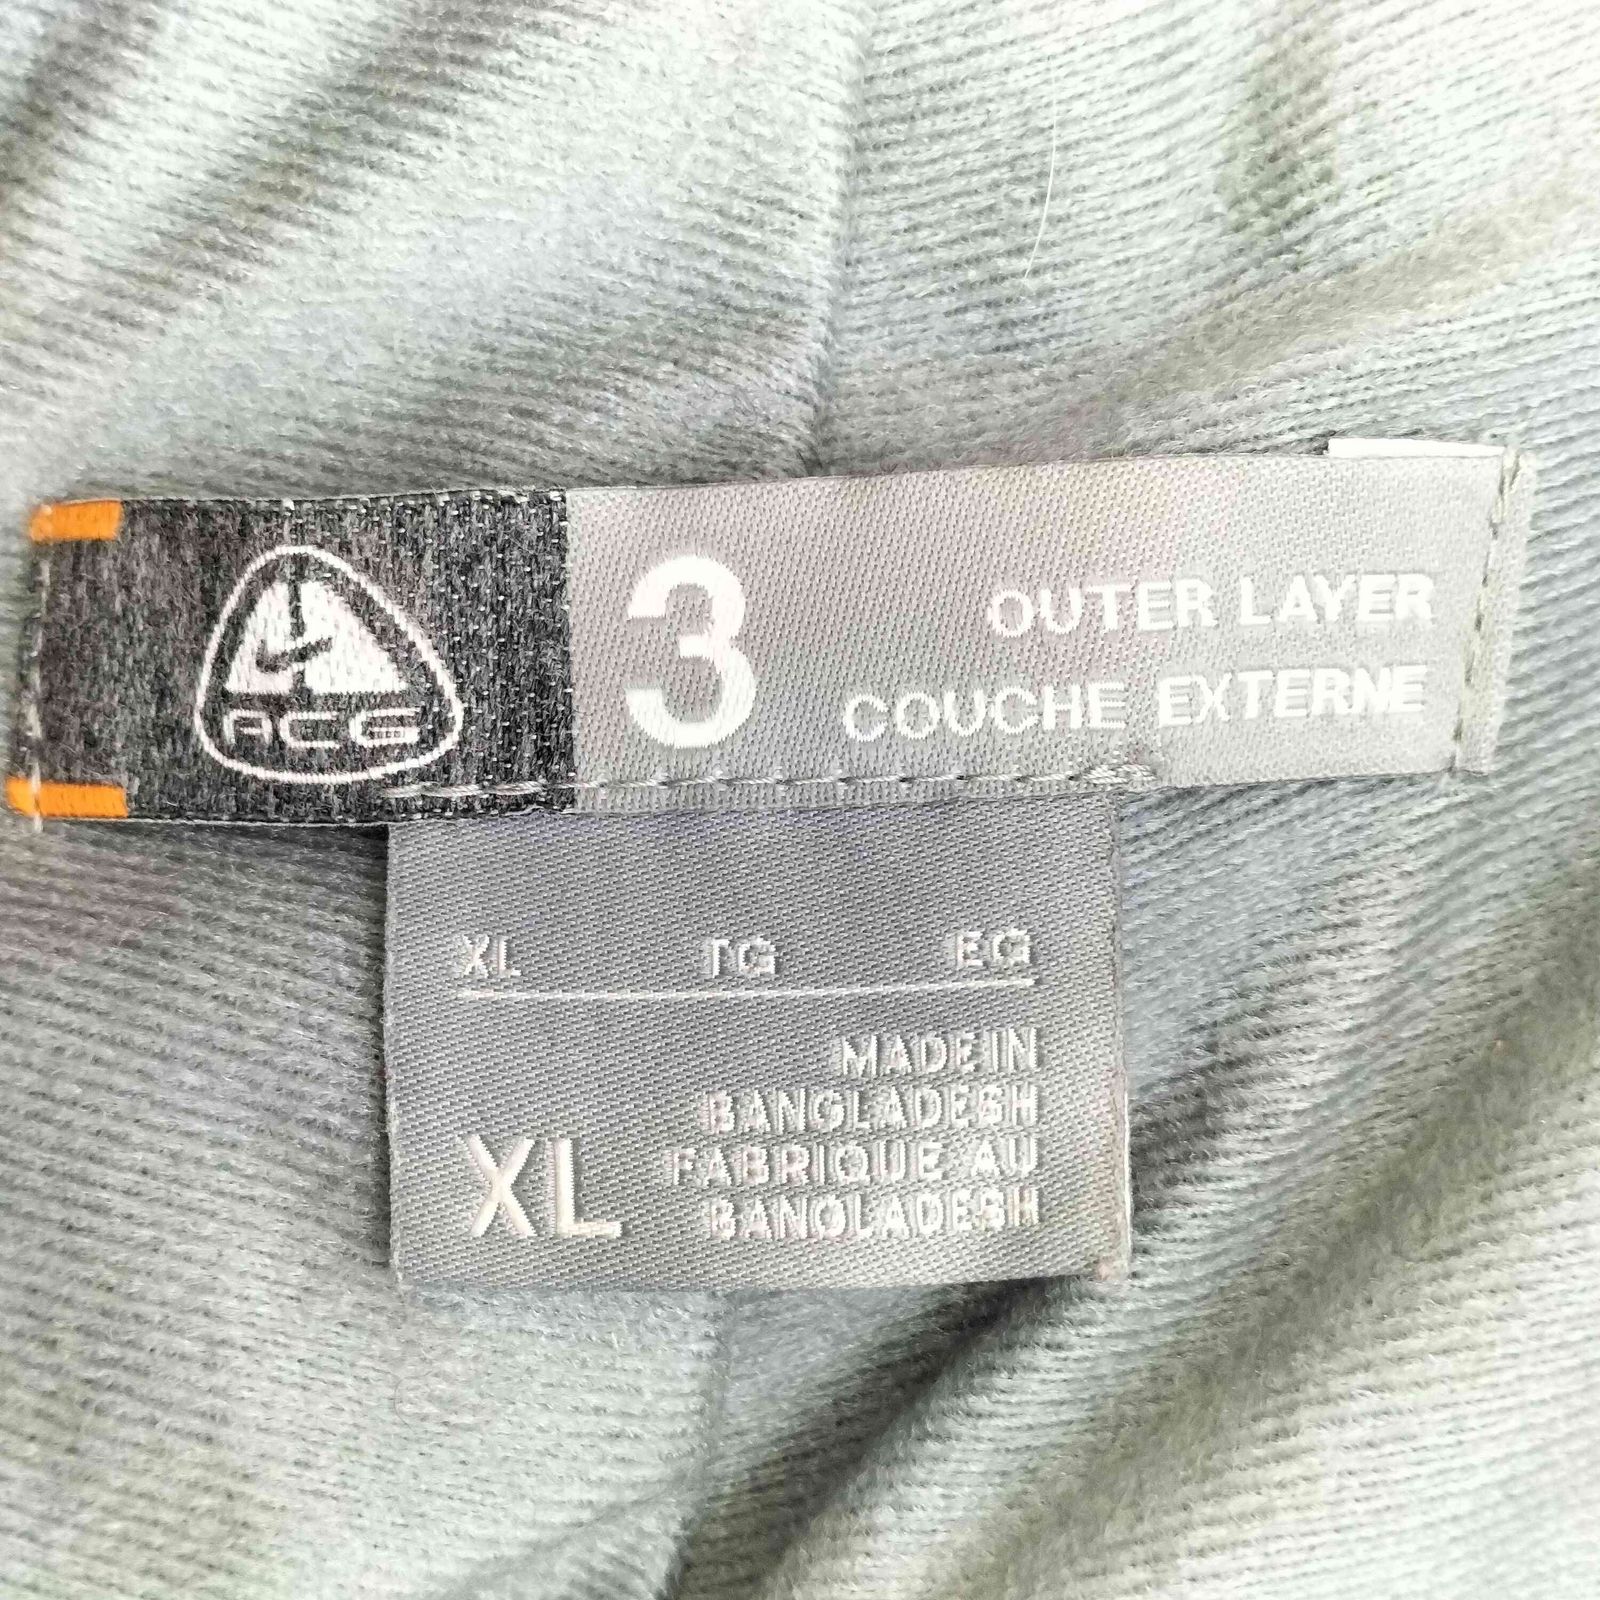 ACG
3
OUTER LAYER
COUCHE EXTERNE
XL TG EG
XL
MADE IN
BANGLADESH
FABRIQUE AU
BANGLADESH